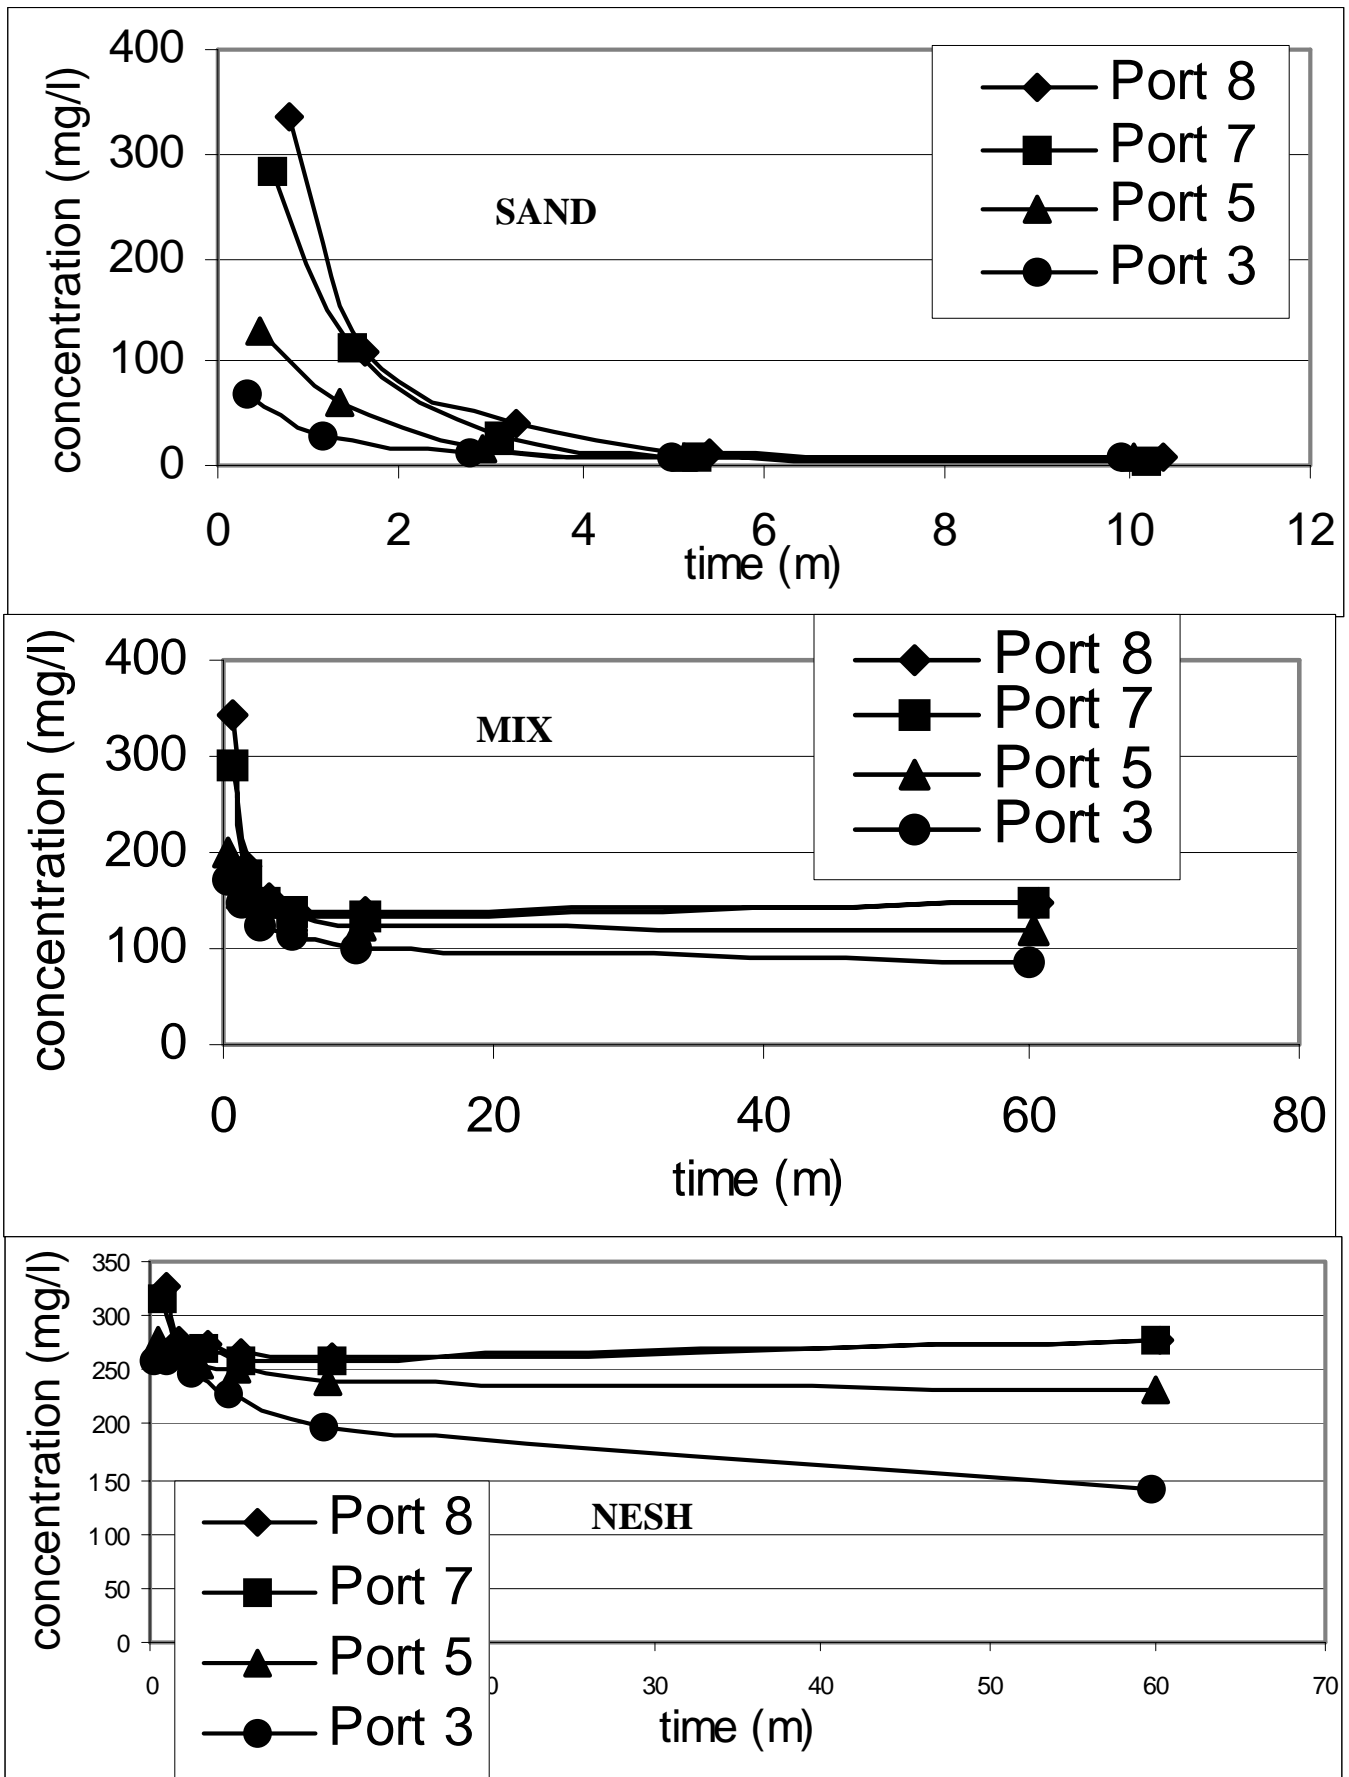 400
300
200
100
0
concentration (mg/l)
SAND
Port 8
Port 7
Port 5
Port 3
0 2 4 6 8 10 12
time (m)
400
300
200
100
0
concentration (mg/l)
MIX
Port 8
Port 7
Port 5
Port 3
0 20 40 60 80
time (m)
350
300
250
200
150
100
50
0
concentration (mg/l)
NESH
Port 8
Port 7
Port 5
Port 3
0 0 30 40 50 60 70
time (m)